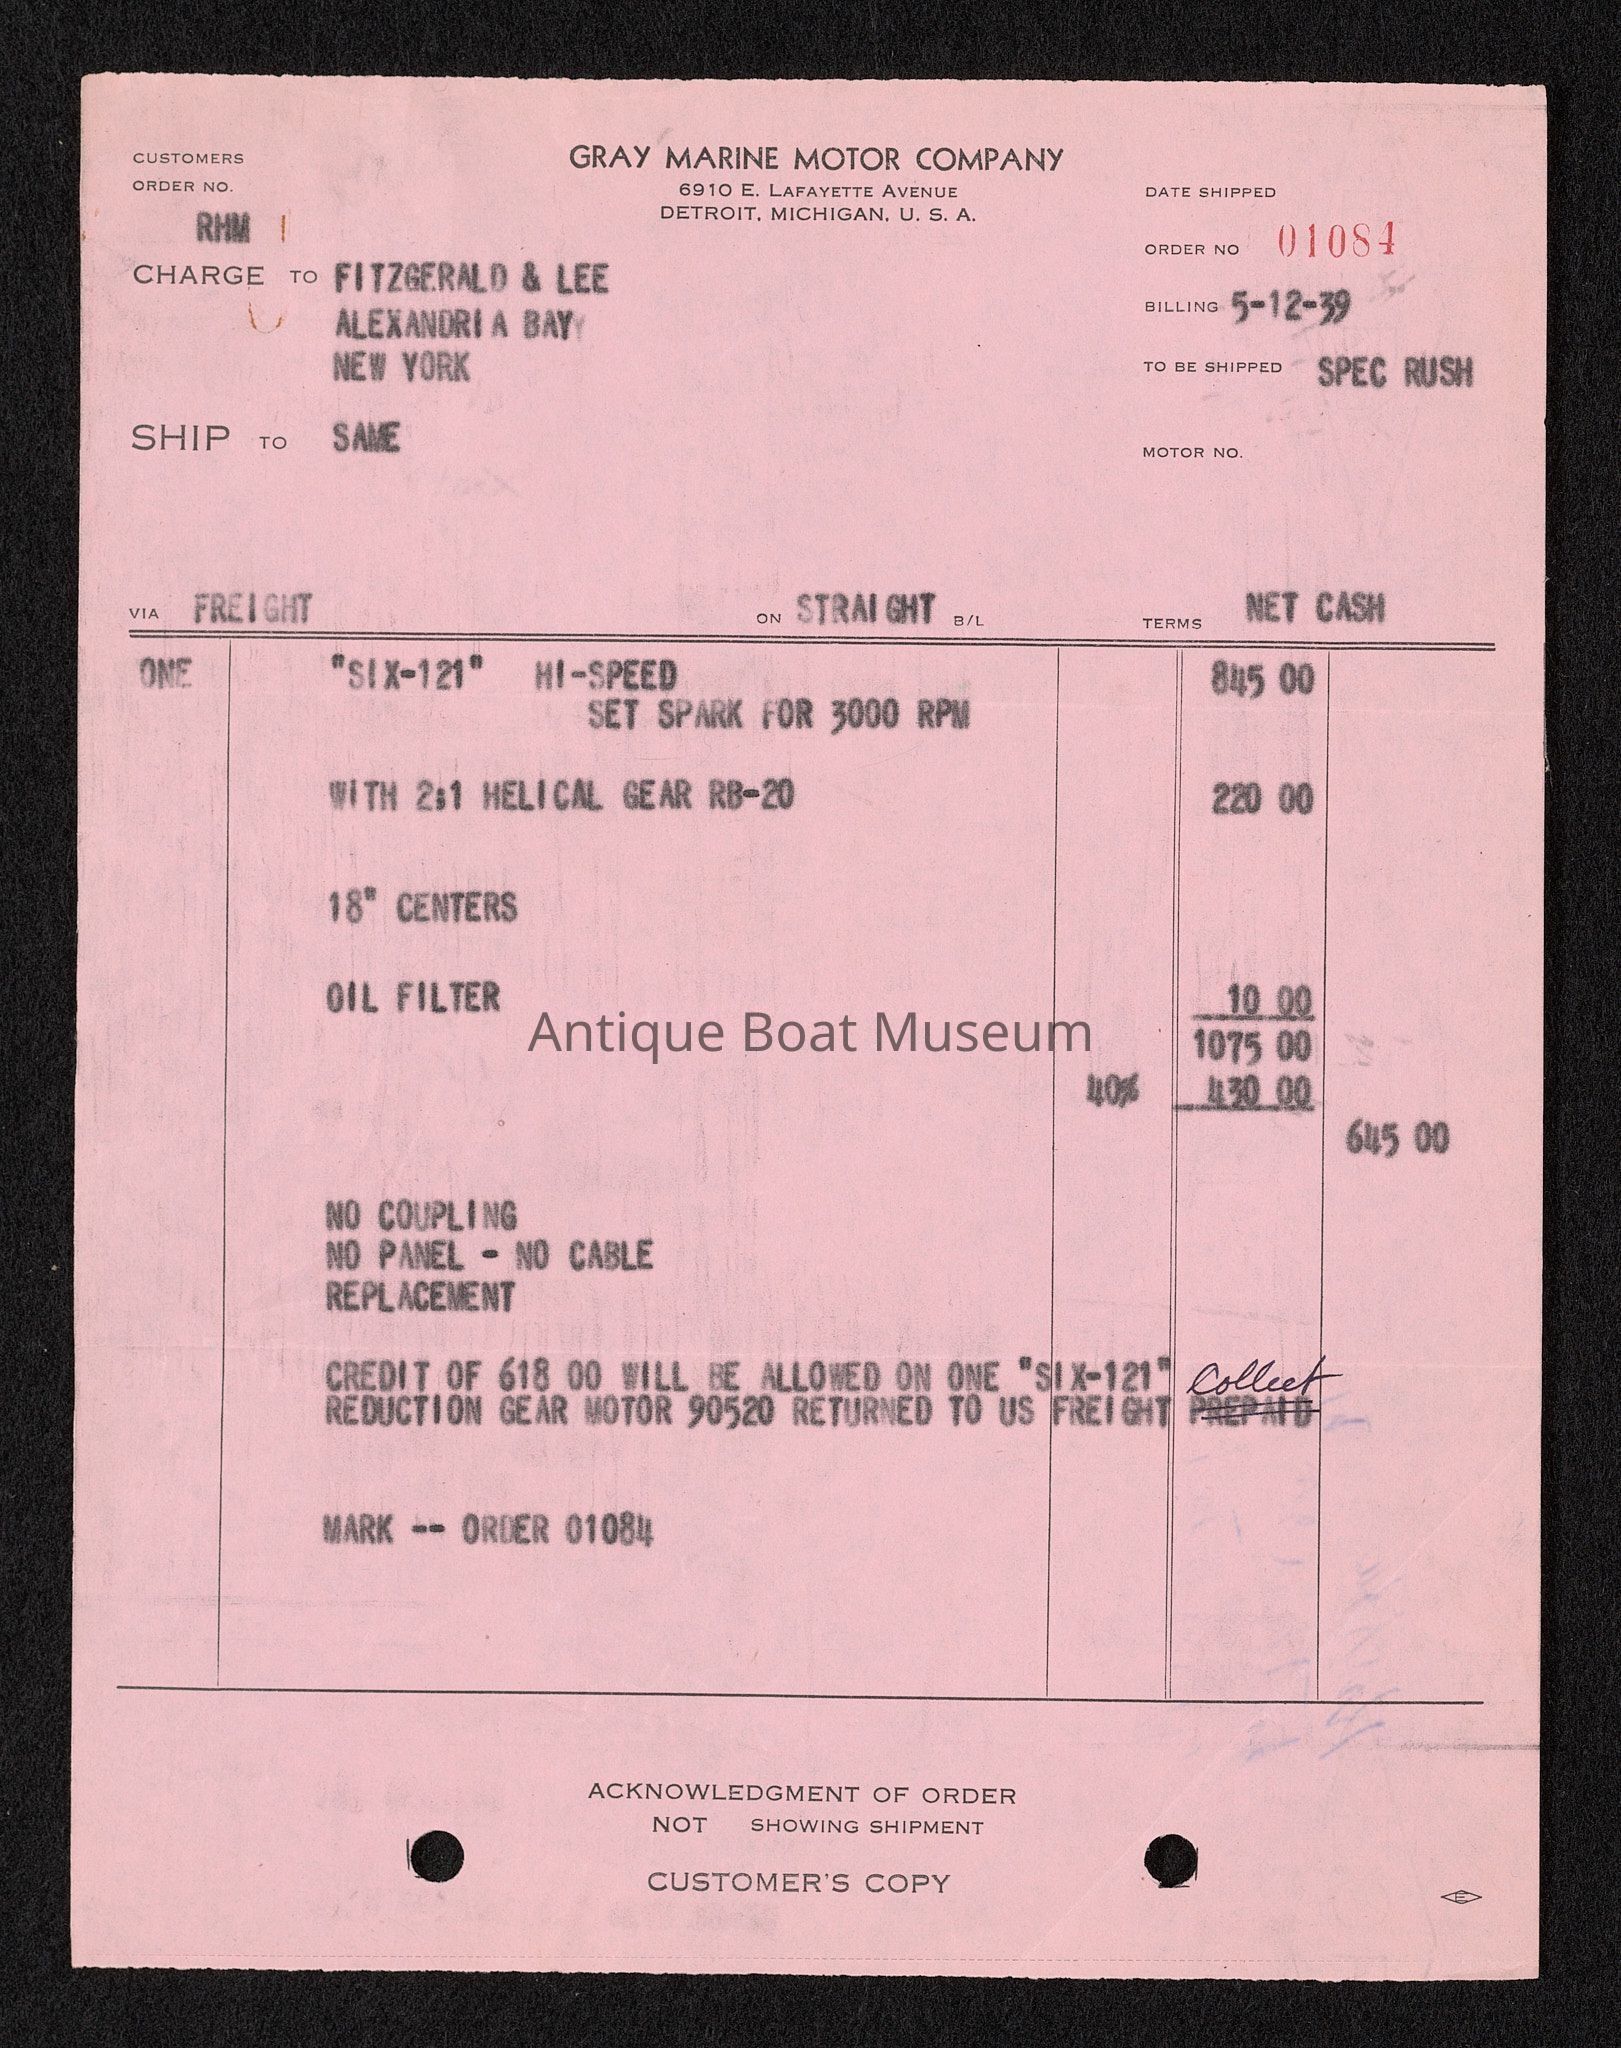 GRAY MARINE MOTOR COMPANY
6910 E. LAFAYETTE AVENUE
DETROIT, MICHIGAN, U. S. A.
CUSTOMERS
ORDER NO.
RHM
CHARGE TO FITZGERALD & LEE
ALEXANDRIA BAY
NEW YORK
SHIP TO SAME
DATE SHIPPED
ORDER NO 01084
BILLING 5-12-39
TO BE SHIPPED SPEC RUSH
MOTOR NO.
VIA FREIGHT ON STRAIGHT B/L TERMS NET CASH
ONE "SIX-121" HI-SPEED 845 00
SET SPARK FOR 3000 RPM
WITH 2:1 HELICAL GEAR RB-20 220 00
18" CENTERS
OIL FILTER 10 00
Antique Boat Museum
1075 00
40% 430 00
645 00
NO COUPLING
NO PANEL - NO CABLE
REPLACEMENT
CREDIT OF 618 00 WILL BE ALLOWED ON ONE "SIX-121" Collect
REDUCTION GEAR MOTOR 90520 RETURNED TO US FREIGHT PREPAID
MARK -- ORDER 01084
ACKNOWLEDGMENT OF ORDER
NOT SHOWING SHIPMENT
CUSTOMER'S COPY
E